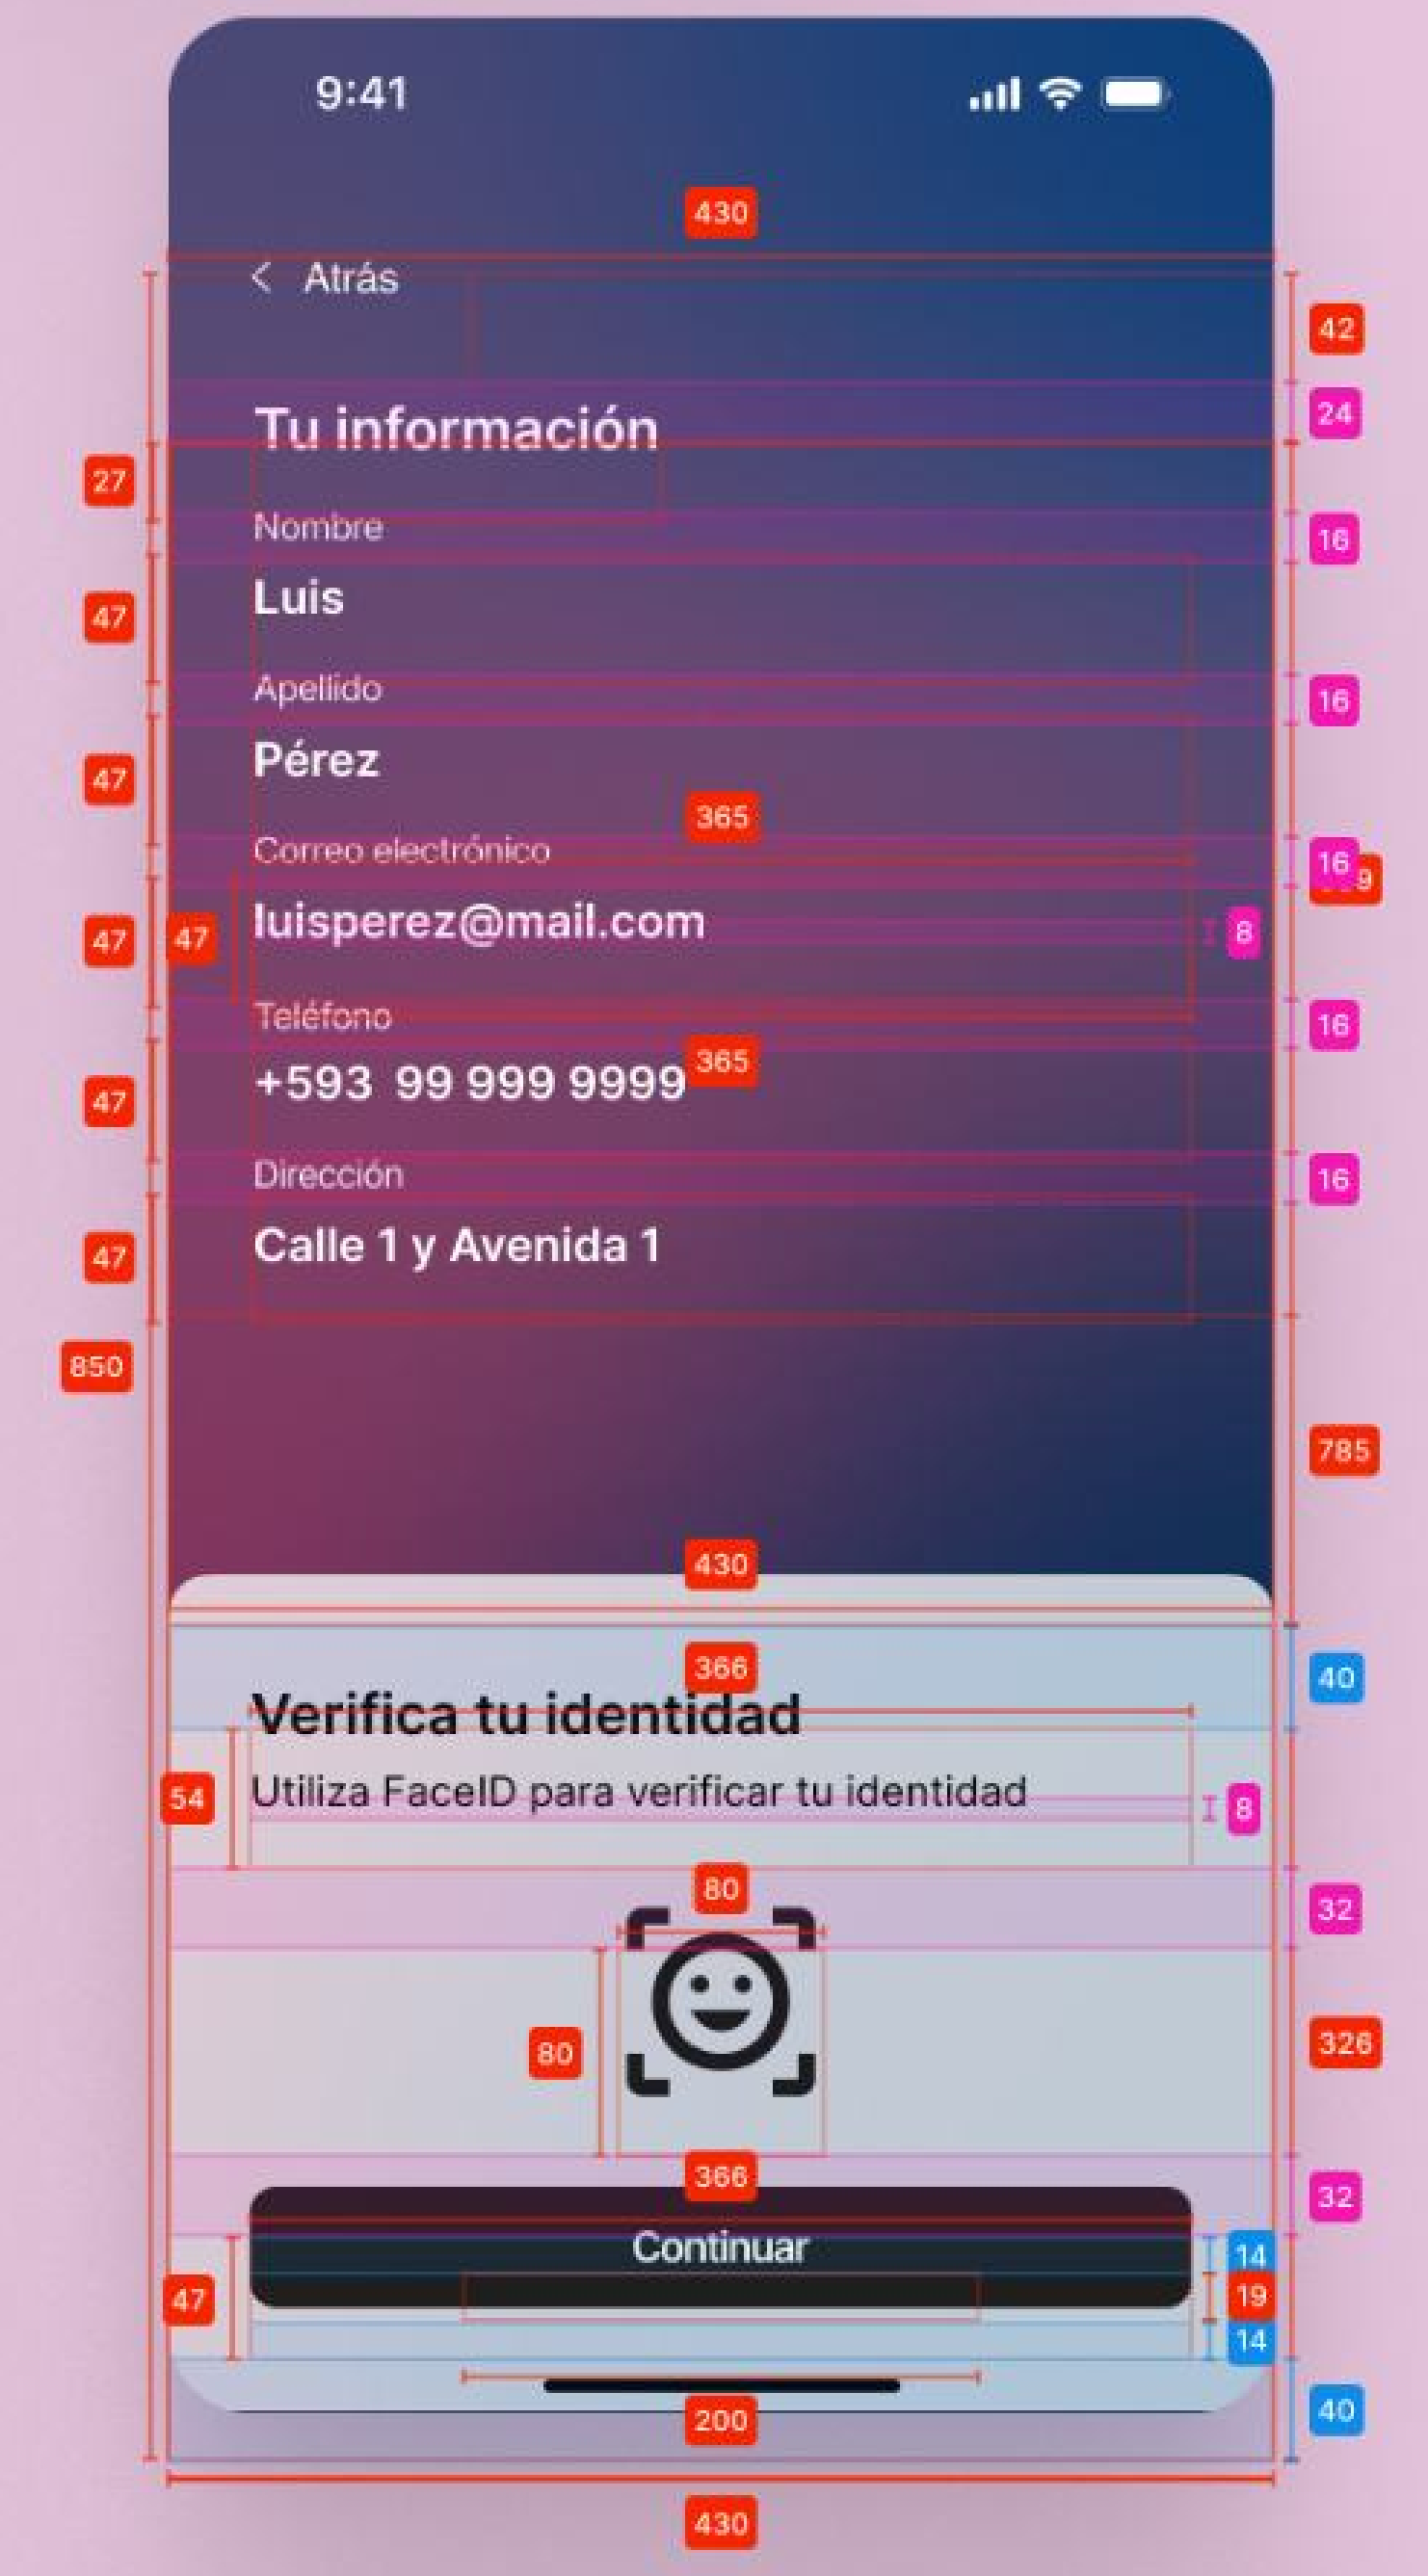 9:41
430
Atrás
42
24
Tu información
27
Nombre
16
Luis
47
Apellido
16
Pérez
47
365
Correo electrónico
16
9
luisperez@mail.com
47
47
8
Teléfono
16
365
+593 99 999 9999
47
Dirección
16
Calle 1 y Avenida 1
47
850
785
430
366
40
Verifica tu identidad
Utiliza FaceID para verificar tu identidad
54
8
80
32
80
326
366
32
Continuar
14
47
19
14
200
40
430